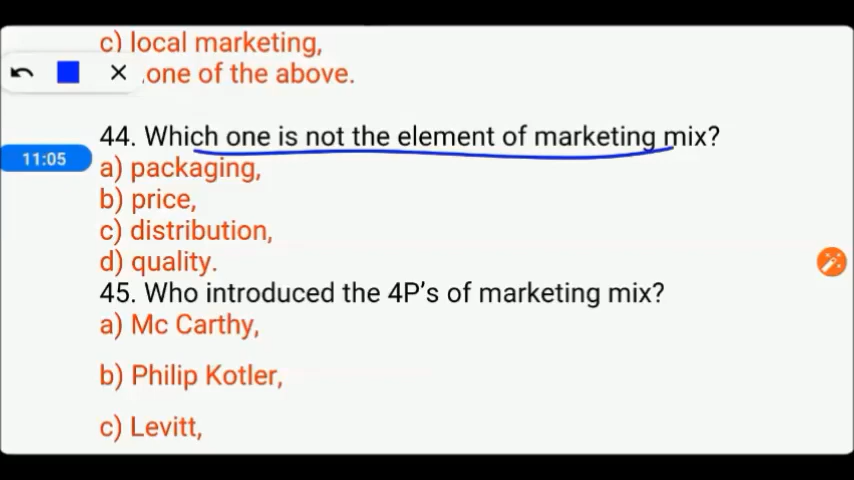 c) local marketing,
.one of the above.
44. Which one is not the element of marketing mix?
11:05
a) packaging,
b) price,
c) distribution,
d) quality.
45. Who introduced the 4P's of marketing mix?
a) Mc Carthy,
b) Philip Kotler,
c) Levitt,